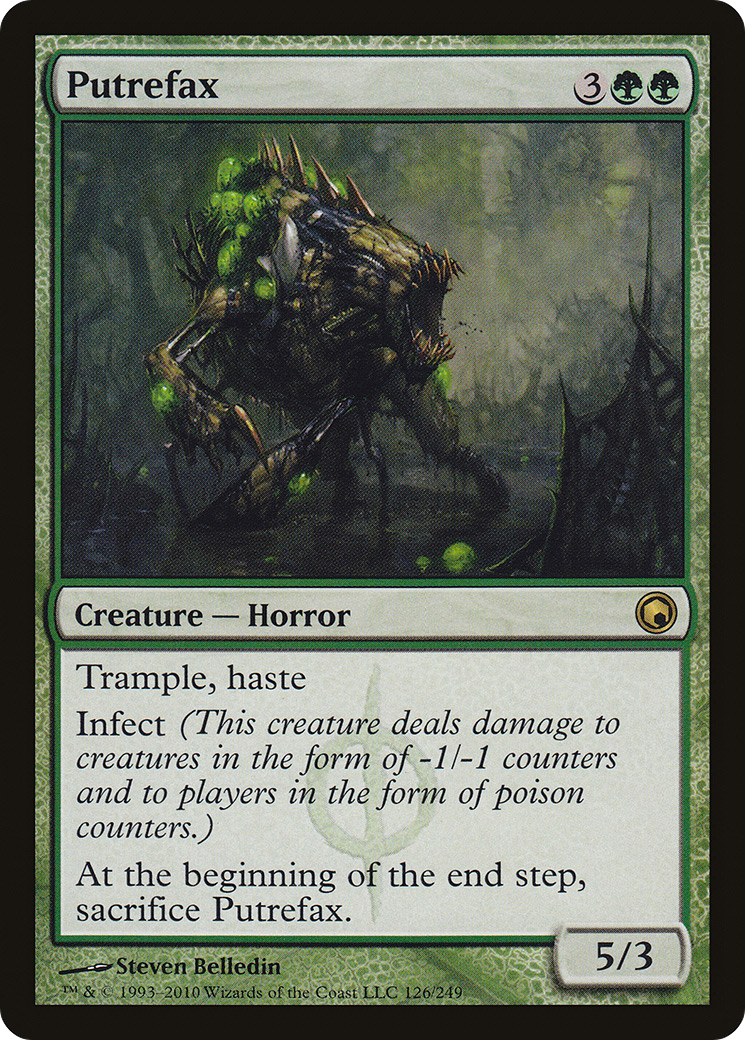 Putrefax 3
Creature — Horror
Trample, haste
Infect (This creature deals damage to
creatures in the form of -1/-1 counters
and to players in the form of poison
counters.)
At the beginning of the end step,
sacrifice Putrefax.
5/3
Steven Belledin
™ & © 1993–2010 Wizards of the Coast LLC 126/249